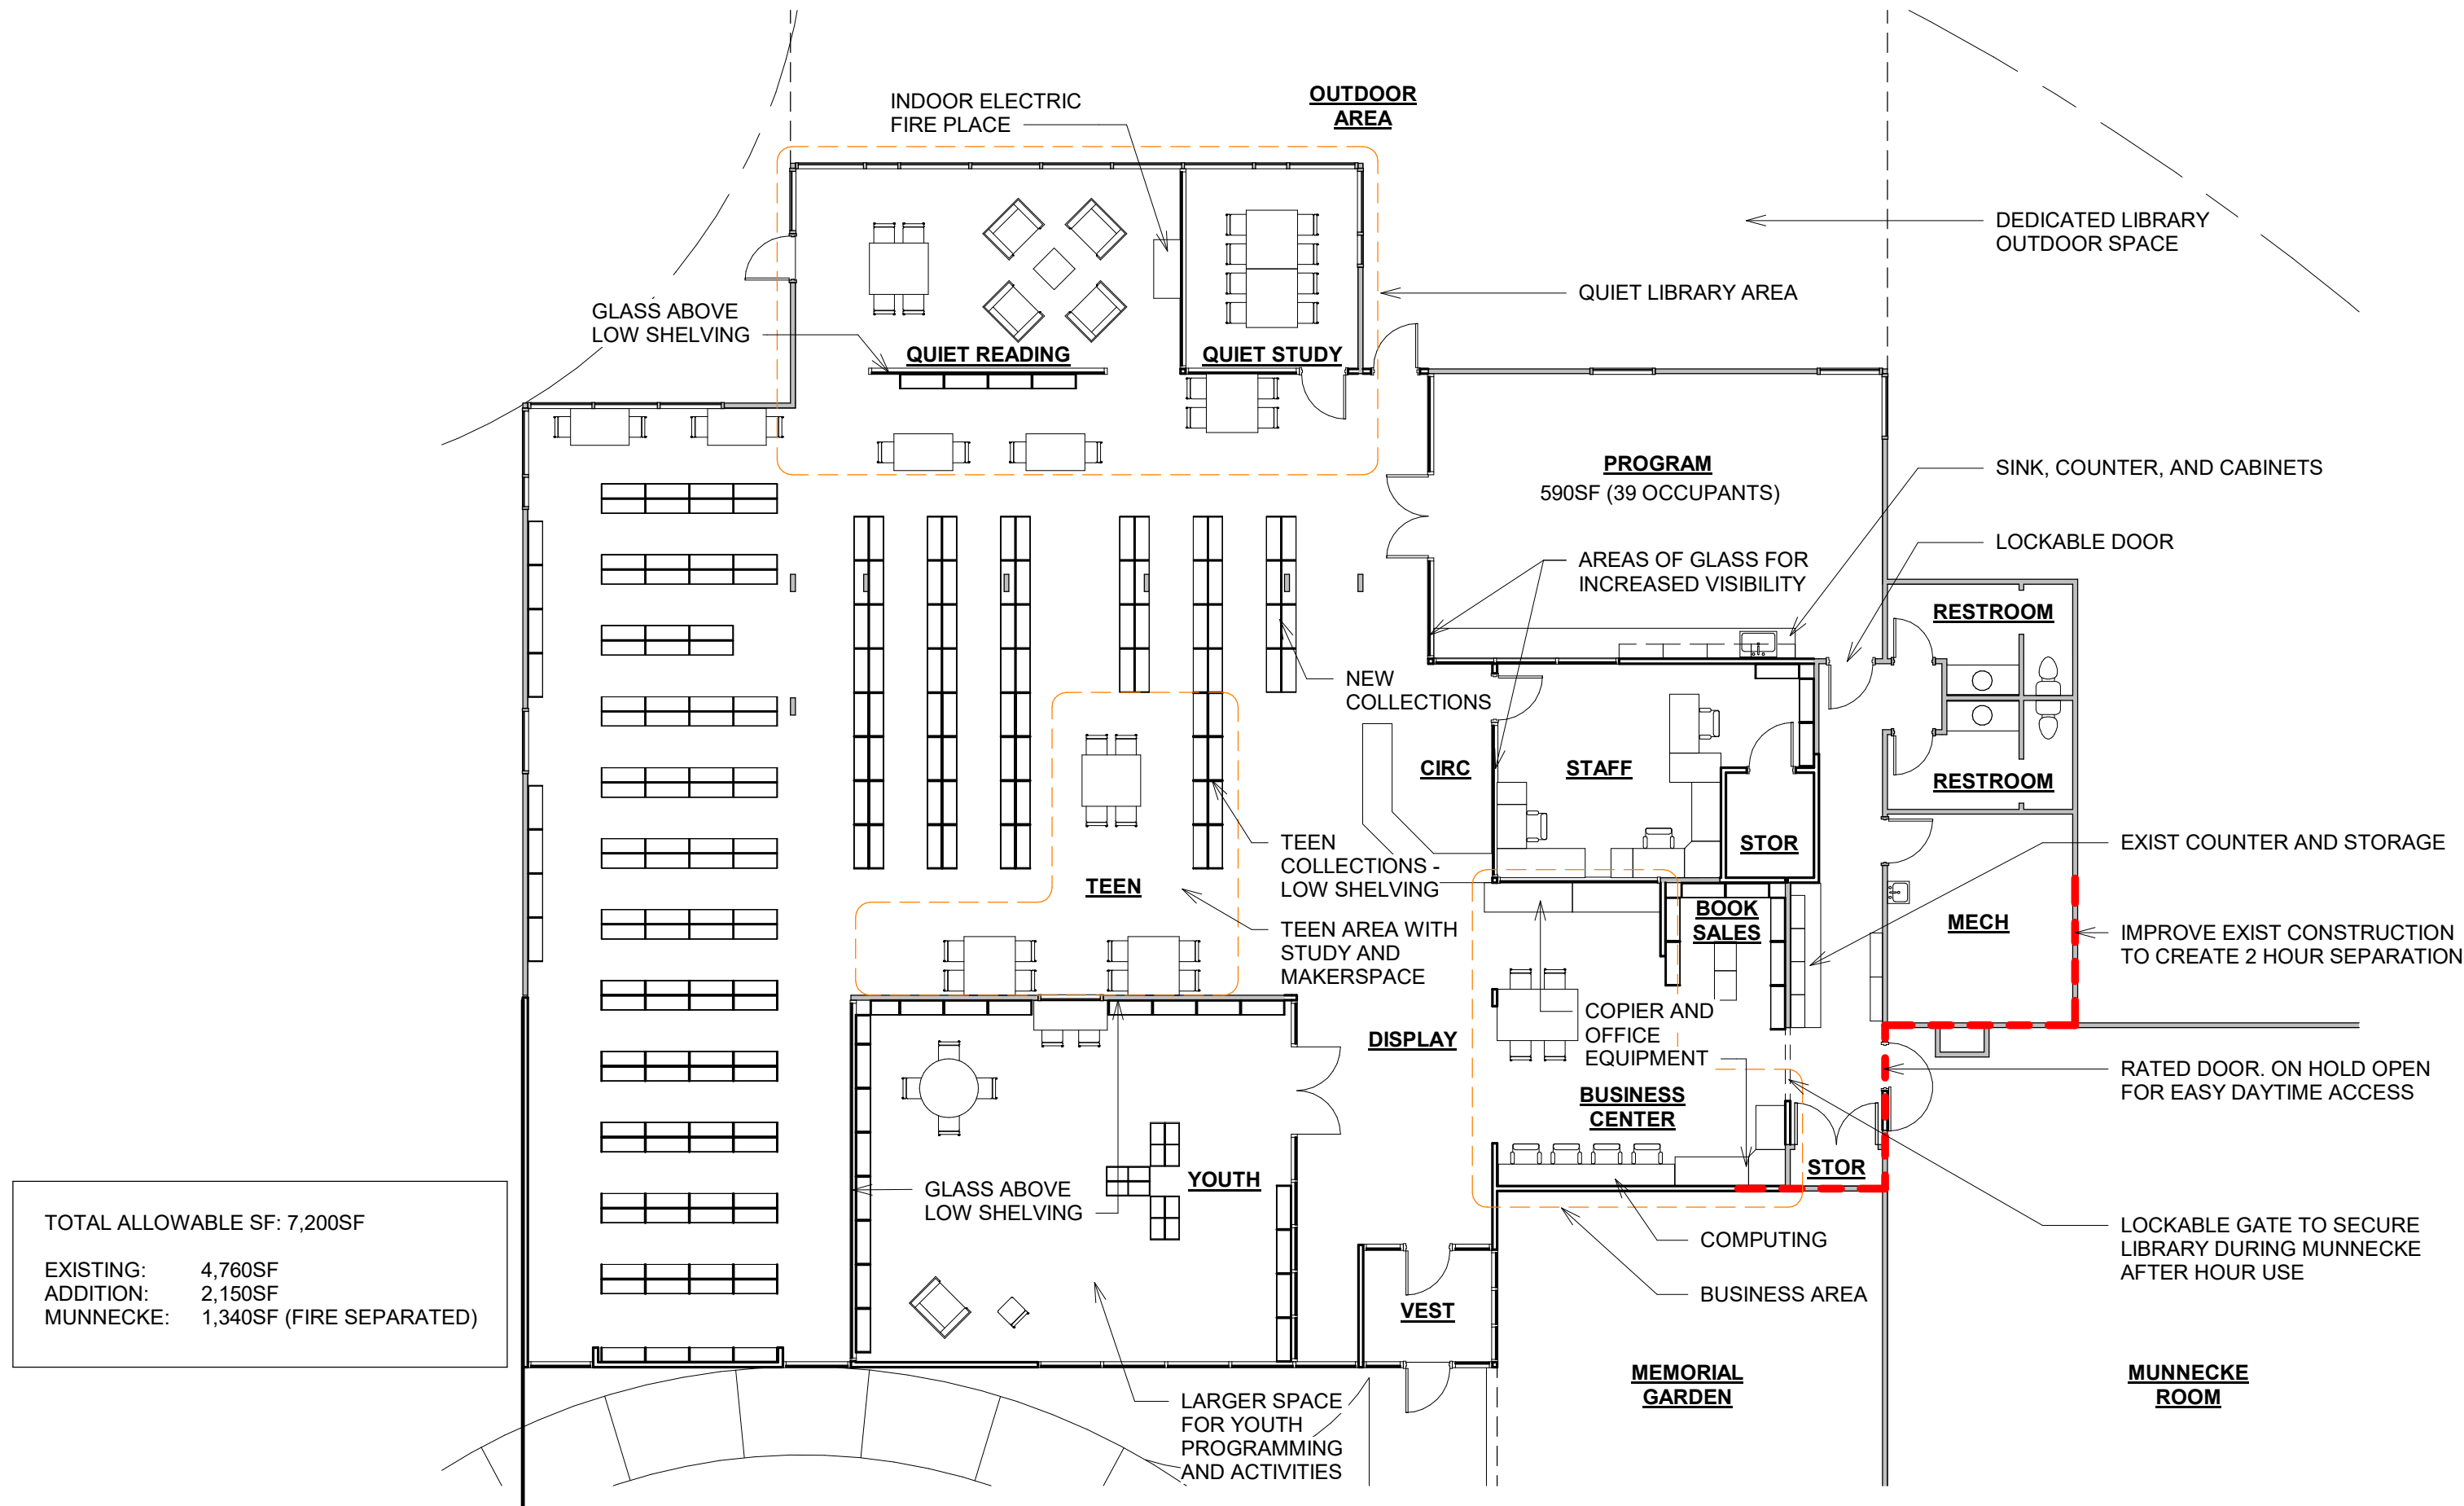 OUTDOOR
AREA
INDOOR ELECTRIC
FIRE PLACE
DEDICATED LIBRARY
OUTDOOR SPACE
QUIET LIBRARY AREA
GLASS ABOVE
LOW SHELVING
QUIET READING
QUIET STUDY
PROGRAM
590SF (39 OCCUPANTS)
SINK, COUNTER, AND CABINETS
LOCKABLE DOOR
AREAS OF GLASS FOR
INCREASED VISIBILITY
RESTROOM
NEW
COLLECTIONS
CIRC
STAFF
RESTROOM
STOR
TEEN
COLLECTIONS -
LOW SHELVING
EXIST COUNTER AND STORAGE
TEEN
BOOK
SALES
MECH
TEEN AREA WITH
STUDY AND
MAKERSPACE
IMPROVE EXIST CONSTRUCTION
TO CREATE 2 HOUR SEPARATION
COPIER AND
OFFICE
EQUIPMENT
DISPLAY
RATED DOOR. ON HOLD OPEN
FOR EASY DAYTIME ACCESS
BUSINESS
CENTER
STOR
YOUTH
GLASS ABOVE
LOW SHELVING
LOCKABLE GATE TO SECURE
LIBRARY DURING MUNNECKE
AFTER HOUR USE
COMPUTING
BUSINESS AREA
TOTAL ALLOWABLE SF: 7,200SF
EXISTING: 4,760SF
ADDITION: 2,150SF
MUNNECKE: 1,340SF (FIRE SEPARATED)
VEST
MEMORIAL
GARDEN
MUNNECKE
ROOM
LARGER SPACE
FOR YOUTH
PROGRAMMING
AND ACTIVITIES